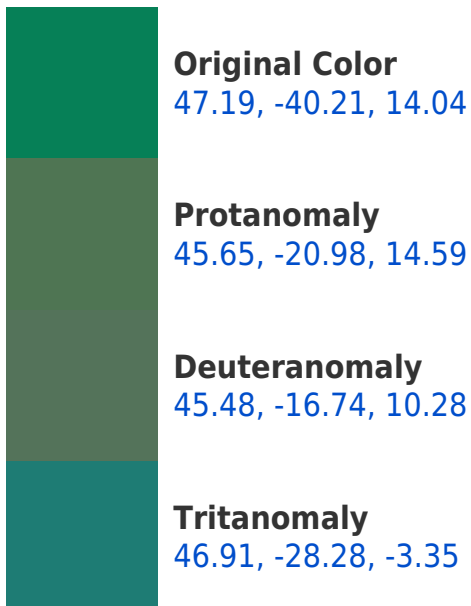 Original Color
47.19, -40.21, 14.04
Protanomaly
45.65, -20.98, 14.59
Deuteranomaly
45.48, -16.74, 10.28
Tritanomaly
46.91, -28.28, -3.35